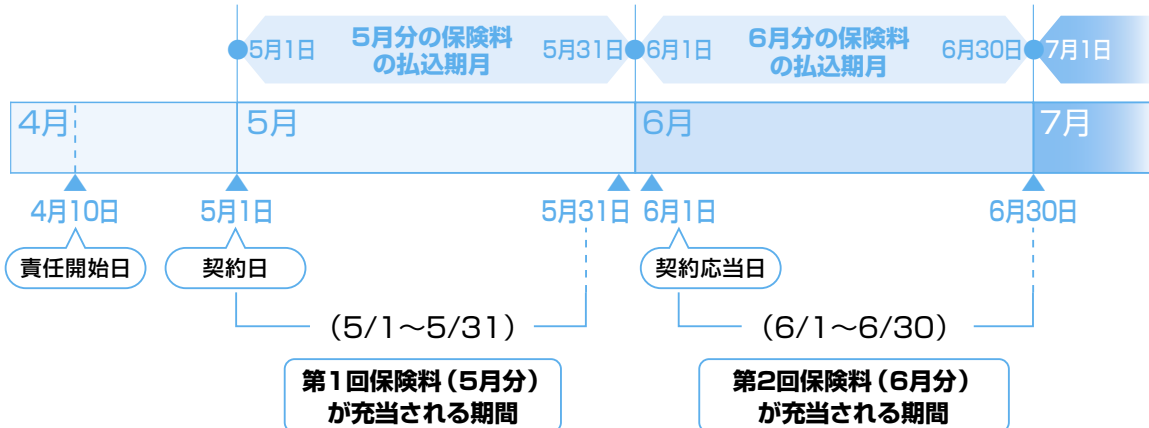 5月1日
5月分の保険料
の払込期月
5月31日
6月1日
6月分の保険料
の払込期月
6月30日
7月1日
4月
5月
6月
7月
4月10日
5月1日
5月31日
6月1日
6月30日
責任開始日
契約日
契約応当日
（5/1〜5/31）
（6/1〜6/30）
第1回保険料（5月分）
が充当される期間
第2回保険料（6月分）
が充当される期間